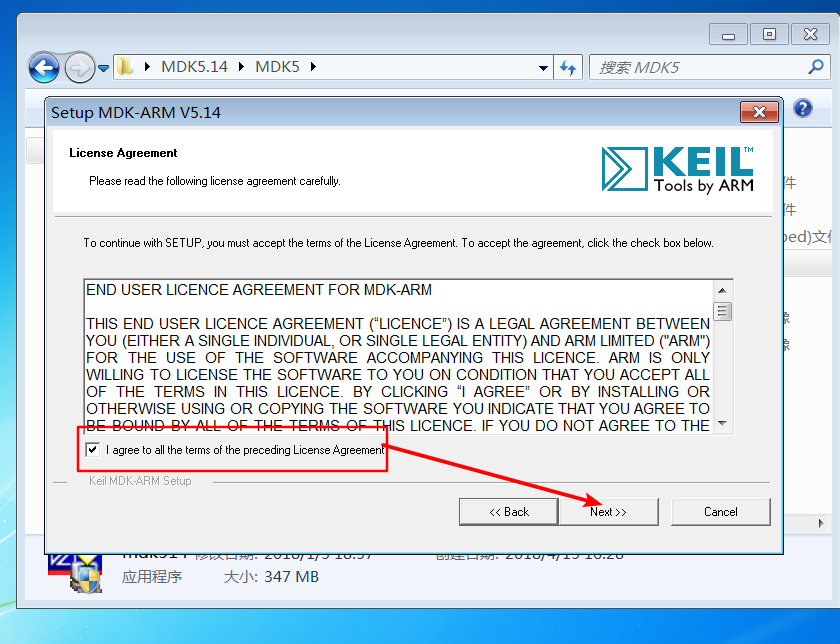 MDK5.14
MDK5
搜索 MDK5
Setup MDK-ARM V5.14
License Agreement
Please read the following license agreement carefully.
KEIL™
Tools by ARM
件
件
ped)文件
To continue with SETUP, you must accept the terms of the License Agreement. To accept the agreement, click the check box below.
END USER LICENCE AGREEMENT FOR MDK-ARM
THIS END USER LICENCE AGREEMENT (“LICENCE”) IS A LEGAL AGREEMENT BETWEEN
YOU (EITHER A SINGLE INDIVIDUAL, OR SINGLE LEGAL ENTITY) AND ARM LIMITED ("ARM")
FOR THE USE OF THE SOFTWARE ACCOMPANYING THIS LICENCE. ARM IS ONLY
WILLING TO LICENSE THE SOFTWARE TO YOU ON CONDITION THAT YOU ACCEPT ALL
OF THE TERMS IN THIS LICENCE. BY CLICKING “I AGREE” OR BY INSTALLING OR
OTHERWISE USING OR COPYING THE SOFTWARE YOU INDICATE THAT YOU AGREE TO
BE BOUND BY ALL OF THE TERMS OF THIS LICENCE. IF YOU DO NOT AGREE TO THE
I agree to all the terms of the preceding License Agreement
Keil MDK-ARM Setup
<< Back
Next >>
Cancel
mdk514 修改日期: 2018/1/5 18:57 创建日期: 2018/4/15 16:28
应用程序 大小: 347 MB